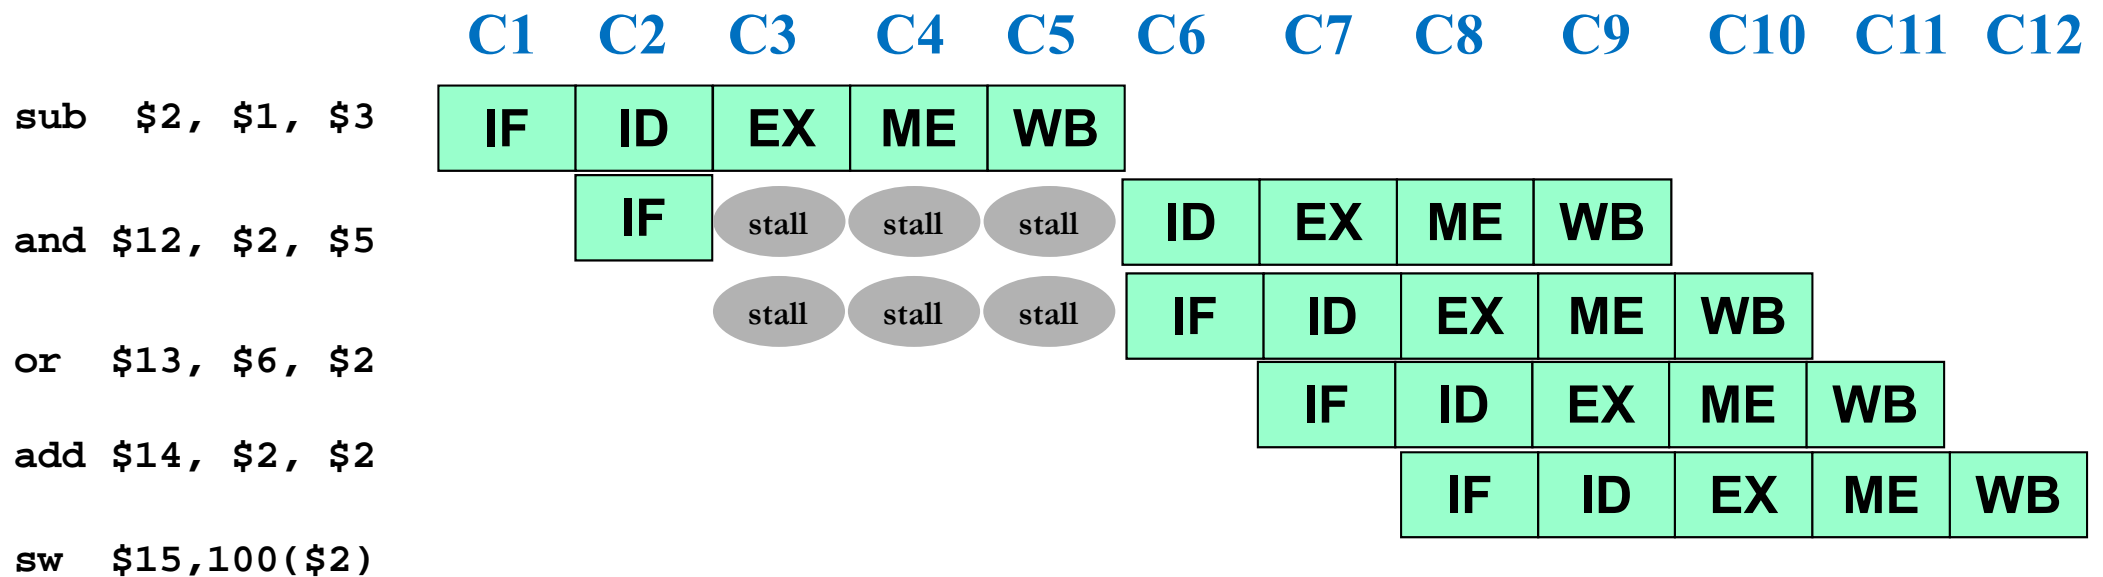 C1 C2 C3 C4 C5 C6 C7 C8 C9 C10 C11 C12
sub $2, $1, $3 IF ID EX ME WB
and $12, $2, $5 IF stall stall stall ID EX ME WB
or $13, $6, $2 stall stall stall IF ID EX ME WB
add $14, $2, $2 IF ID EX ME WB
sw $15,100($2) IF ID EX ME WB